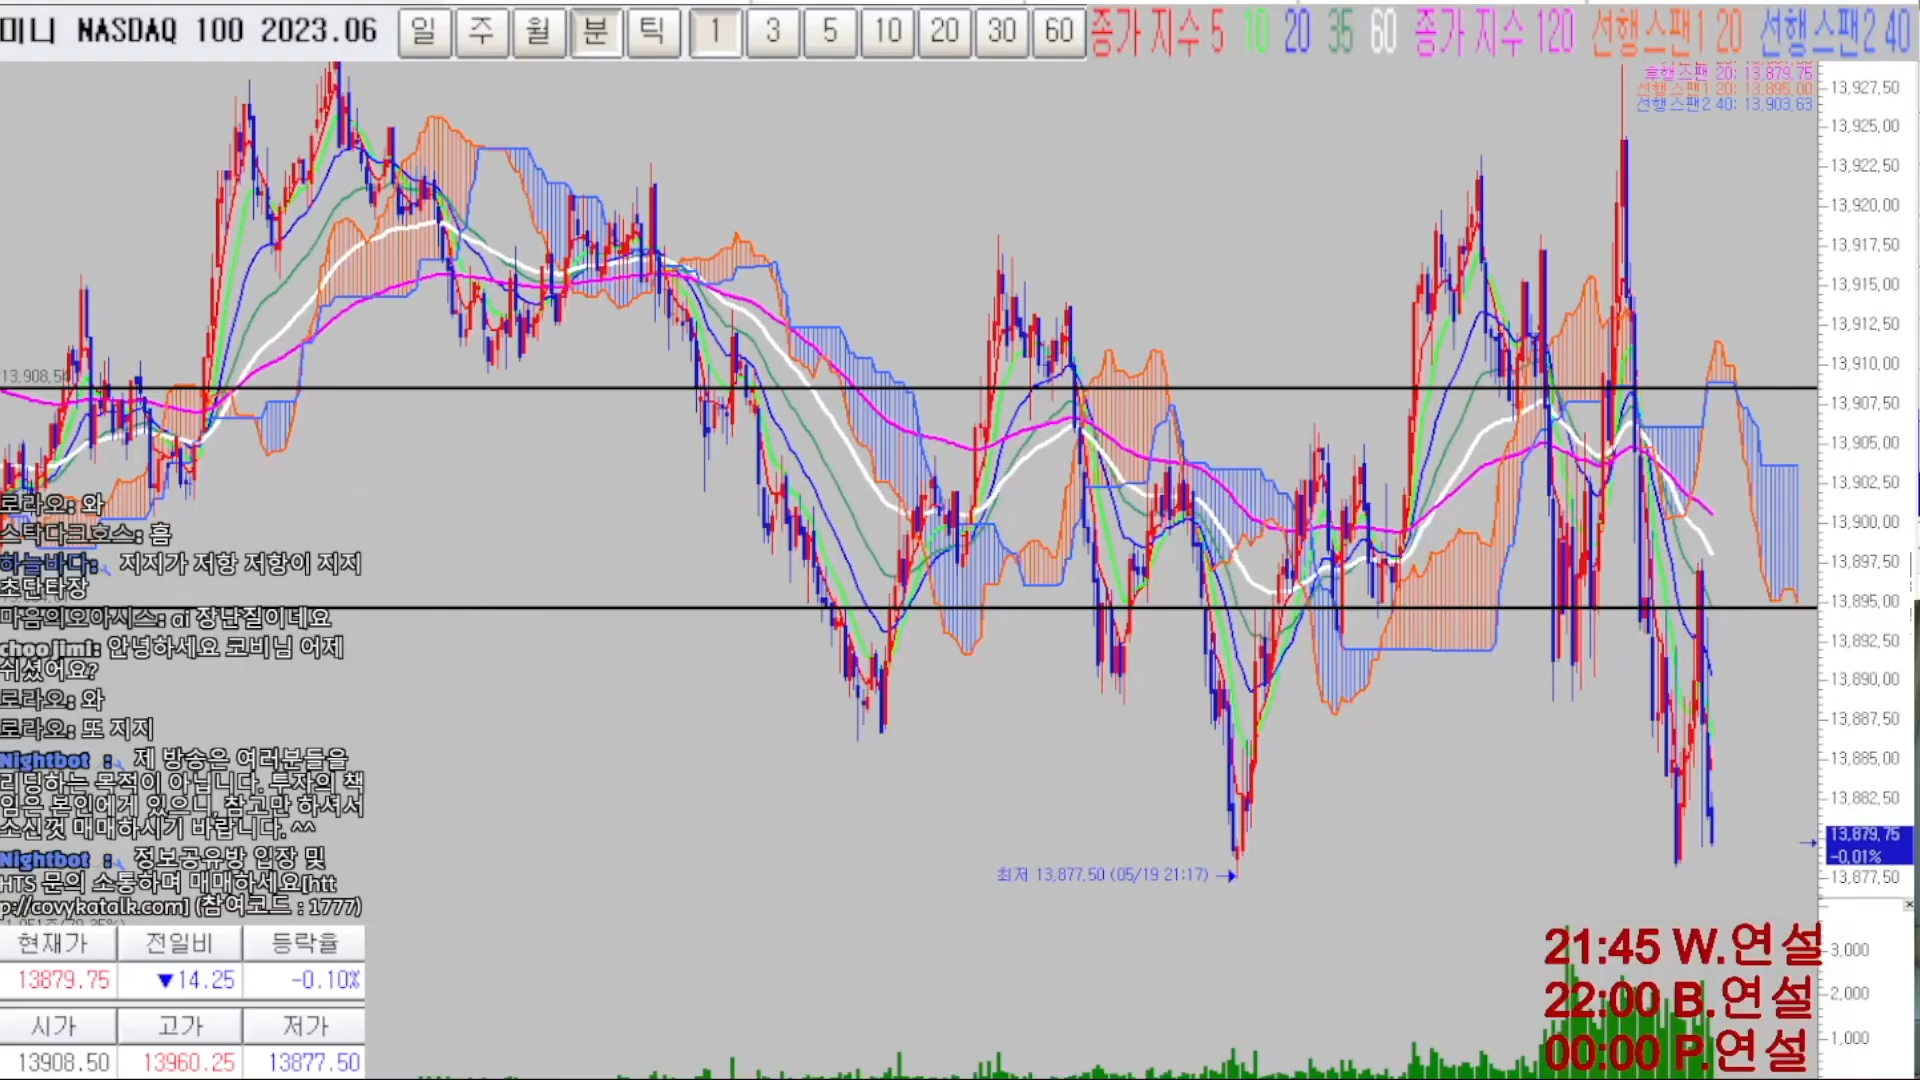 미니 NASDAQ 100 2023.06 일 주 월 분 틱 1 3 5 10 20 30 60 종가 지수 5 10 20 35 60 종가 지수 120 선행스팬1 20 선행스팬2 40
후행스팬 20: 13,879.75
선행스팬1 20: 13,895.00
선행스팬2 40: 13,903.63
13,927.50
13,925.00
13,922.50
13,920.00
13,917.50
13,915.00
13,912.50
13,910.00
13,907.50
13,905.00
13,902.50
13,900.00
13,897.50
13,895.00
13,892.50
13,890.00
13,887.50
13,885.00
13,882.50
13,879.75
-0.01%
13,877.50
13,908.50
로라오: 와
스탁다크호스: 흠
하늘바다: 저지가 저항 저항이 지지
초단타장
마음의오아시스: ai 장난질이네요
choojimi: 안녕하세요 코비님 어제
쉬셨어요?
로라오: 와
로라오: 또 지지
Nightbot : 제 방송은 여러분들을
리딩하는 목적이 아닙니다. 투자의 책
임은 본인에게 있으니, 참고만 하셔서
소신껏 매매하시기 바랍니다. ^^
Nightbot : 정보공유방 입장 및
HTS 문의 소통하며 매매하세요[htt
p://covykatalk.com] (참여코드 : 1777)
최저 13,877.50 (05/19 21:17)
현재가 전일비 등락율
13879.75 ▼14.25 -0.10%
시가 고가 저가
13908.50 13960.25 13877.50
21:45 W.연설
22:00 B.연설
00:00 P.연설
3,000
2,000
1,000